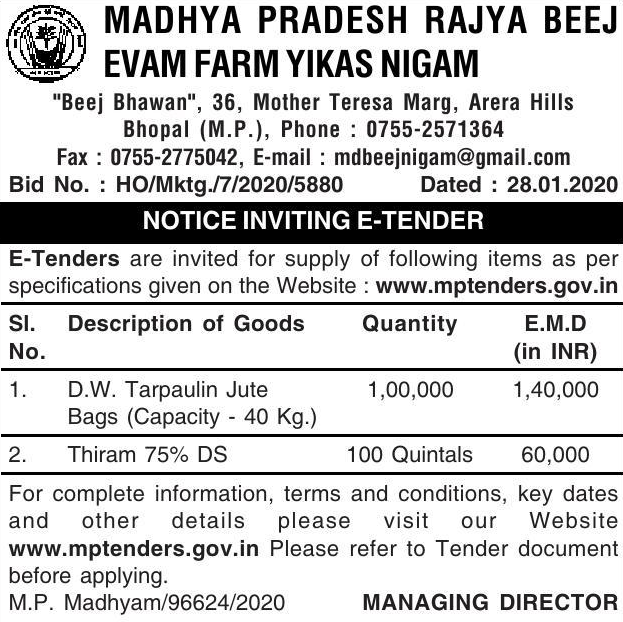 MADHYA PRADESH RAJYA BEEJ
EVAM FARM YIKAS NIGAM
"Beej Bhawan", 36, Mother Teresa Marg, Arera Hills
Bhopal (M.P.), Phone : 0755-2571364
Fax : 0755-2775042, E-mail : mdbeejnigam@gmail.com
Bid No. : HO/Mktg./7/2020/5880 Dated : 28.01.2020
NOTICE INVITING E-TENDER
E-Tenders are invited for supply of following items as per
specifications given on the Website : www.mptenders.gov.in
Sl. Description of Goods Quantity E.M.D
No. (in INR)
1. D.W. Tarpaulin Jute 1,00,000 1,40,000
Bags (Capacity - 40 Kg.)
2. Thiram 75% DS 100 Quintals 60,000
For complete information, terms and conditions, key dates
and other details please visit our Website
www.mptenders.gov.in Please refer to Tender document
before applying.
M.P. Madhyam/96624/2020 MANAGING DIRECTOR